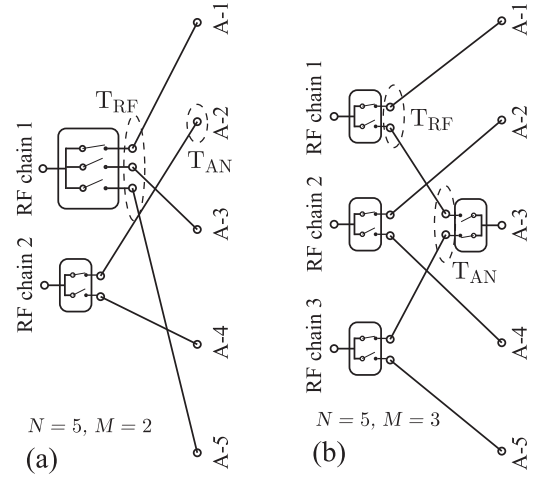 RF chain 1
RF chain 2
T_RF
T_AN
A-1
A-2
A-3
A-4
A-5
N = 5, M = 2
(a)
RF chain 1
RF chain 2
RF chain 3
T_RF
T_AN
A-1
A-2
A-3
A-4
A-5
N = 5, M = 3
(b)